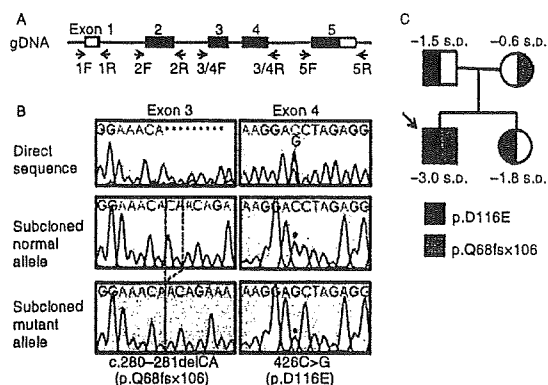 A
Exon 1 2 3 4 5
gDNA
1F 1R 2F 2R 3/4F 3/4R 5F 5R
B
Exon 3 Exon 4
Direct sequence
GGAAACA********* AAGGACCTAGAGG
G
Subcloned normal allele
GGAAACACAACAGA AAGGACCTAGAGG
Subcloned mutant allele
GGAAACAACAGAAA AAGGAGCTAGAGG
c.280–281delCA 426C>G
(p.Q68fsx106) (p.D116E)
C
−1.5 S.D. −0.6 S.D.
−3.0 S.D. −1.8 S.D.
p.D116E
p.Q68fsx106